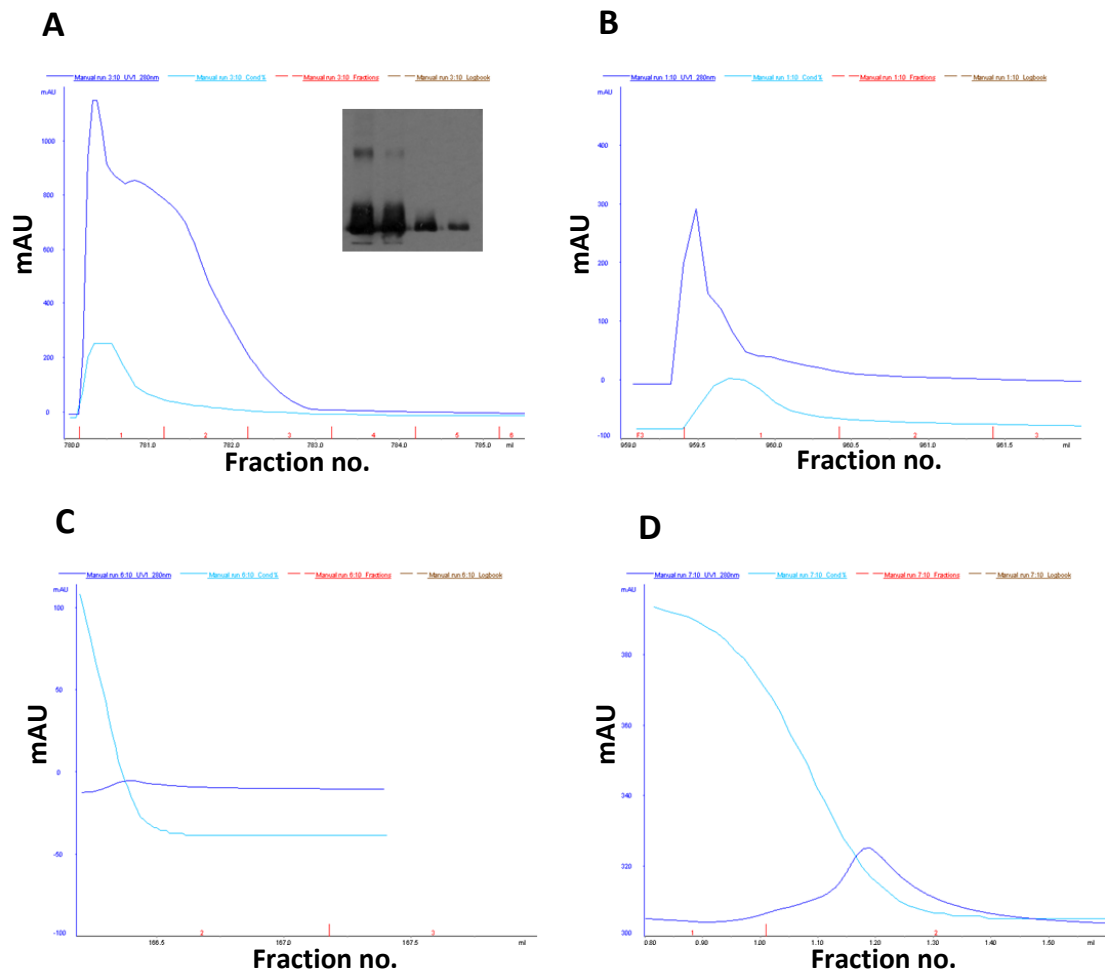 A
Manual run 3:10_UV1_280nm Manual run 3:10_Cond% Manual run 3:10_Fractions Manual run 3:10_Logbook
mAU
1000
800
600
400
200
0
mAU
1 2 3 4 5 6
780.0 781.0 782.0 783.0 784.0 785.0 ml
Fraction no.
B
Manual run 1:10_UV1_280nm Manual run 1:10_Cond% Manual run 1:10_Fractions Manual run 1:10_Logbook
mAU
400
300
200
100
0
-100
mAU
F3 1 2 3
959.0 959.5 960.0 960.5 961.0 961.5 ml
Fraction no.
C
Manual run 6:10_UV1_280nm Manual run 6:10_Cond% Manual run 6:10_Fractions Manual run 6:10_Logbook
mAU
100
50
0
-50
-100
mAU
2 3
166.5 167.0 167.5 ml
Fraction no.
D
Manual run 7:10_UV1_280nm Manual run 7:10_Cond% Manual run 7:10_Fractions Manual run 7:10_Logbook
mAU
380
360
340
320
300
mAU
1 2
0.80 0.90 1.00 1.10 1.20 1.30 1.40 1.50 ml
Fraction no.